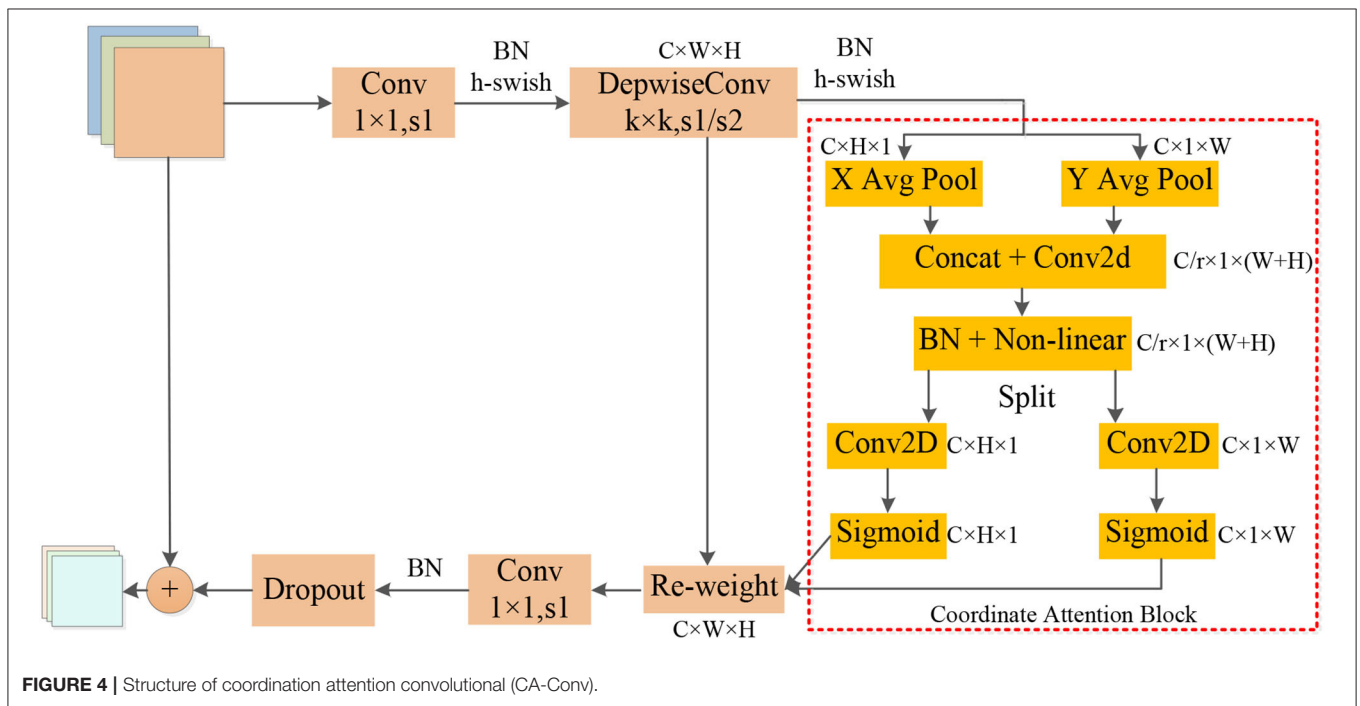 BN
h-swish
C×W×H
BN
h-swish
Conv
1×1,s1
DepwiseConv
k×k,s1/s2
C×H×1
C×1×W
X Avg Pool
Y Avg Pool
Concat + Conv2d
C/r×1×(W+H)
BN + Non-linear
C/r×1×(W+H)
Split
Conv2D
C×H×1
Conv2D
C×1×W
Sigmoid
C×H×1
Sigmoid
C×1×W
+
Dropout
BN
Conv
1×1,s1
Re-weight
C×W×H
Coordinate Attention Block
FIGURE 4 | Structure of coordination attention convolutional (CA-Conv).